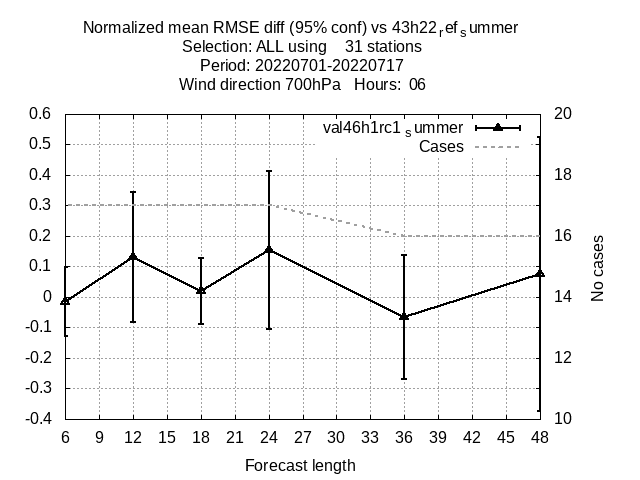 Normalized mean RMSE diff (95% conf) vs 43h22refsummer
Selection: ALL using 31 stations
Period: 20220701-20220717
Wind direction 700hPa Hours: 06
val46h1rc1summer
Cases
0.6
0.5
0.4
0.3
0.2
0.1
0
-0.1
-0.2
-0.3
-0.4
20
18
16
14
12
10
No cases
6 9 12 15 18 21 24 27 30 33 36 39 42 45 48
Forecast length